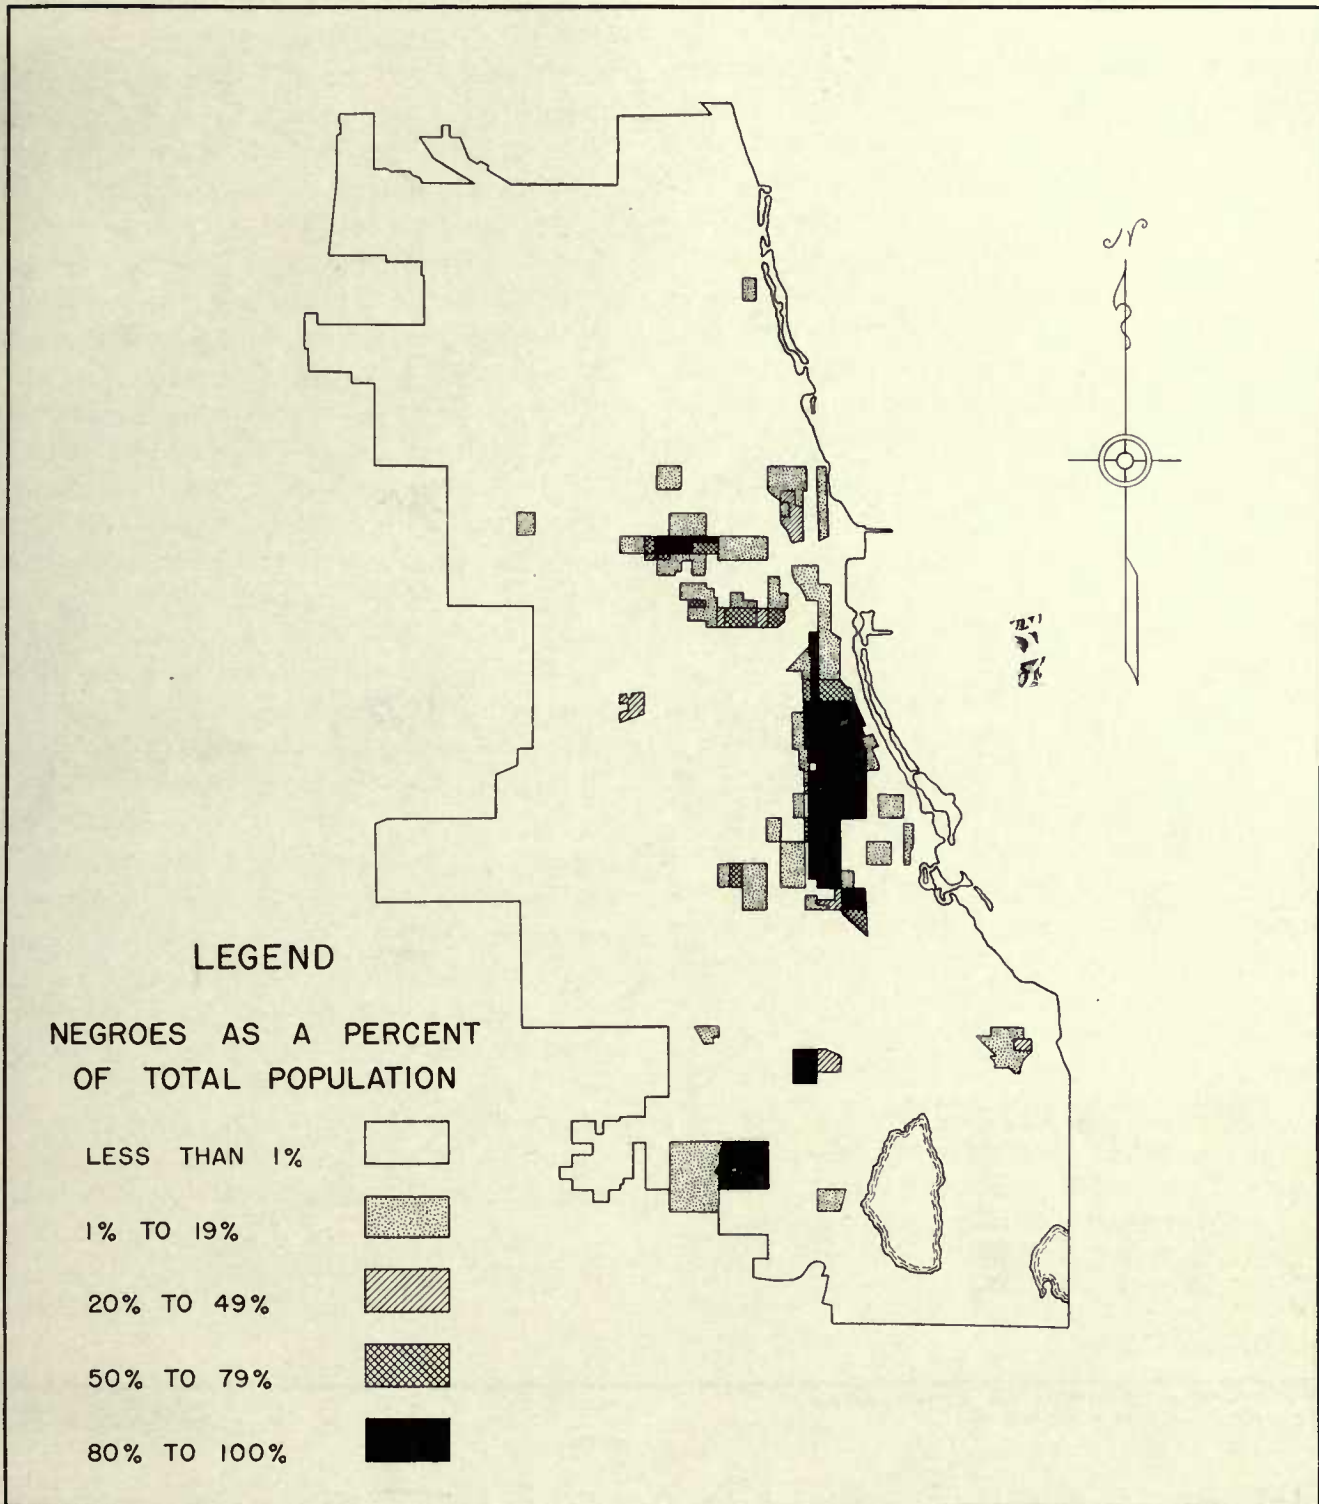 N
LEGEND
NEGROES AS A PERCENT
OF TOTAL POPULATION
LESS THAN 1%
1% TO 19%
20% TO 49%
50% TO 79%
80% TO 100%